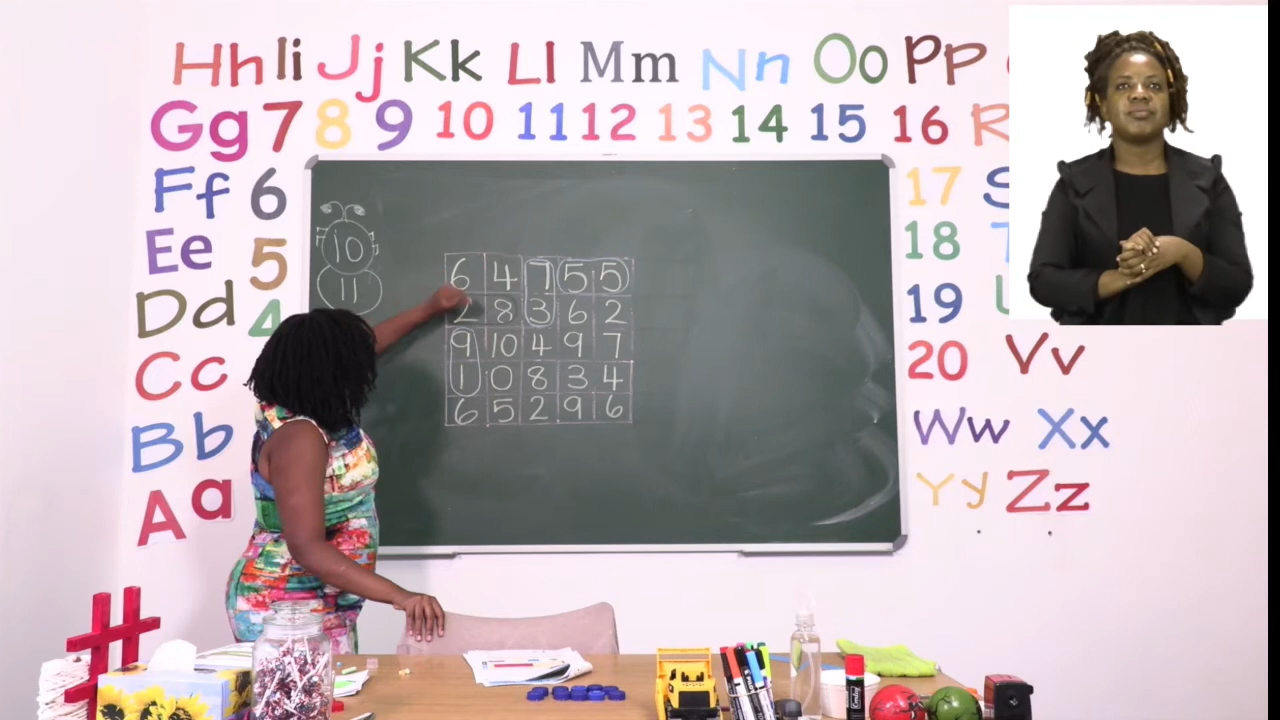 Hh Ii Jj Kk Ll Mm Nn Oo Pp
Gg 7 8 9 10 11 12 13 14 15 16 R
Ff 6
Ee 5
Dd 4
Cc
Bb
Aa
17 S
18
19
20 Vv
Ww Xx
Yy Zz
10
11
6 4 7 5 5
2 8 3 6 2
9 10 4 9 7
1 0 8 3 4
6 5 2 9 6